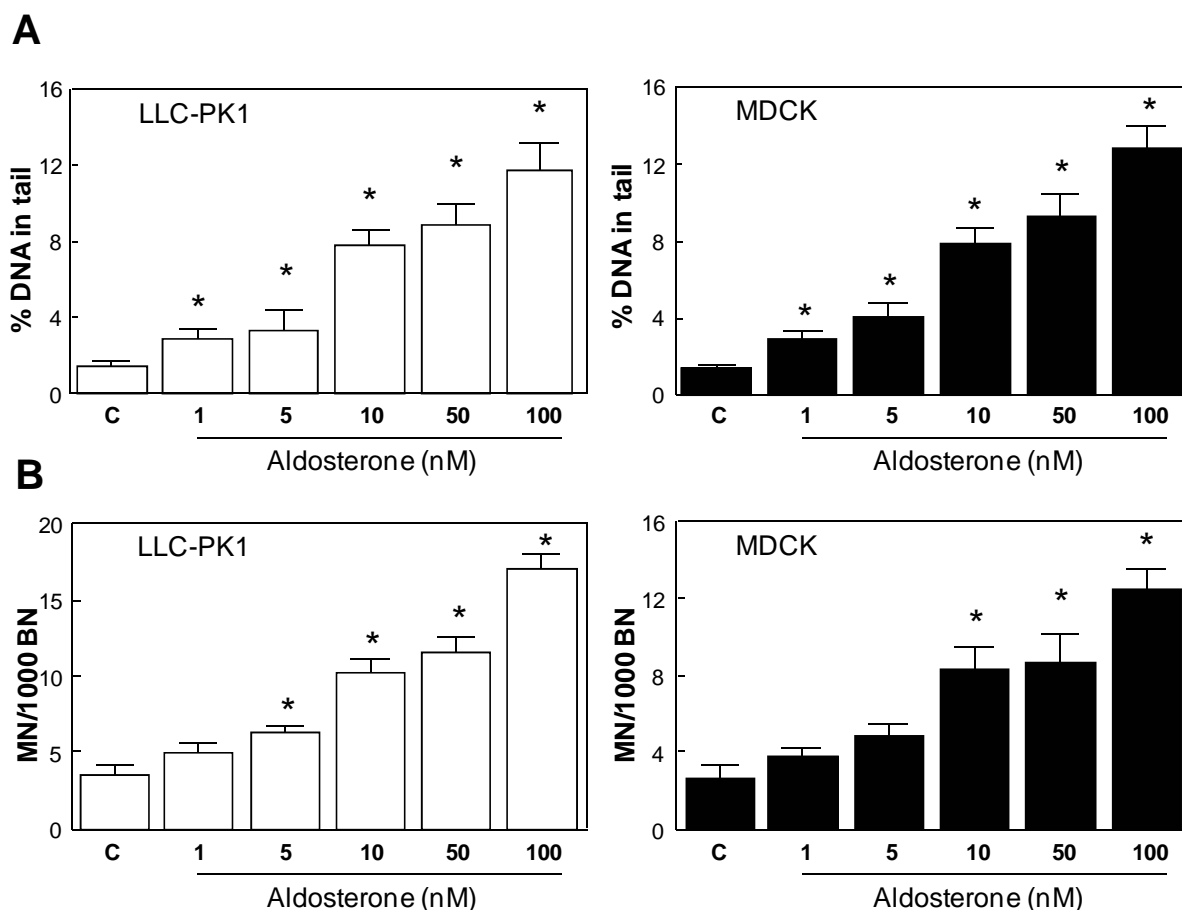 A
16
12
8
4
0
% DNA in tail
LLC-PK1
* * * * *
C 1 5 10 50 100
Aldosterone (nM)
16
12
8
4
0
% DNA in tail
MDCK
* * * * *
C 1 5 10 50 100
Aldosterone (nM)
B
20
15
10
5
0
MN/1000 BN
LLC-PK1
* * * *
C 1 5 10 50 100
Aldosterone (nM)
16
12
8
4
0
MN/1000 BN
MDCK
* * *
C 1 5 10 50 100
Aldosterone (nM)